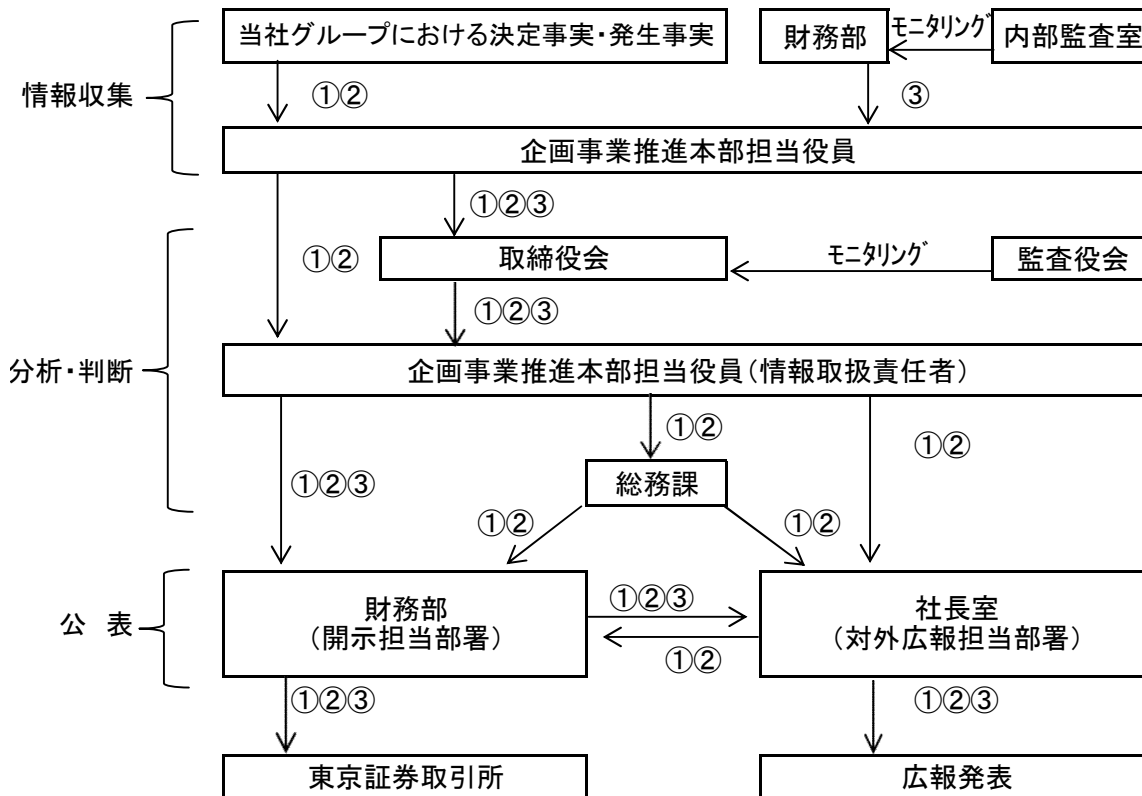 当社グループにおける決定事実・発生事実
財務部
モニタリング
内部監査室
情報収集
①②
③
企画事業推進本部担当役員
①②③
①②
取締役会
モニタリング
監査役会
①②③
分析・判断
企画事業推進本部担当役員(情報取扱責任者)
①②
①②
①②③
総務課
①②
①②
公 表
財務部
(開示担当部署)
①②③
①②
社長室
(対外広報担当部署)
①②③
①②③
東京証券取引所
広報発表